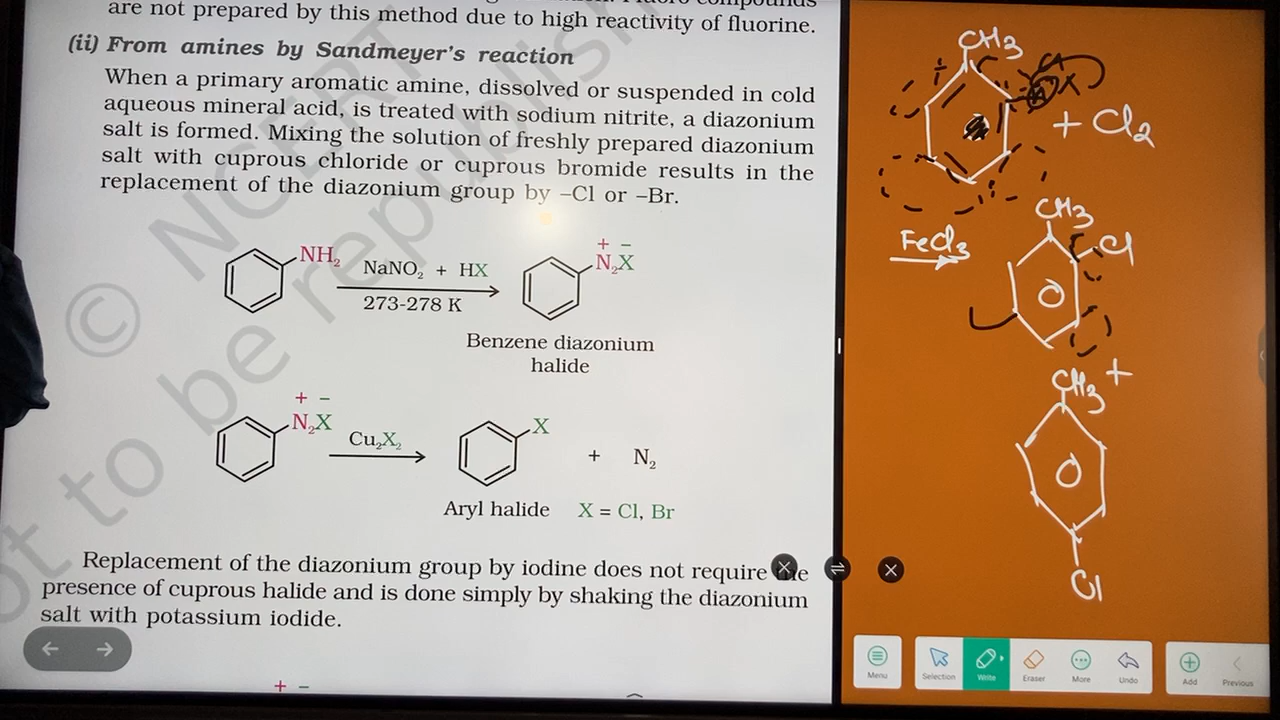 are not prepared by this method due to high reactivity of fluorine.
(ii) From amines by Sandmeyer's reaction
When a primary aromatic amine, dissolved or suspended in cold
aqueous mineral acid, is treated with sodium nitrite, a diazonium
salt is formed. Mixing the solution of freshly prepared diazonium
salt with cuprous chloride or cuprous bromide results in the
replacement of the diazonium group by –Cl or –Br.
NH₂
NaNO₂ + HX
273-278 K
+ –
N₂X
Benzene diazonium
halide
+ –
N₂X
Cu₂X₂
X
+ N₂
Aryl halide X = Cl, Br
Replacement of the diazonium group by iodine does not require
presence of cuprous halide and is done simply by shaking the diazonium
salt with potassium iodide.
+ –
© NCERT
not to be republish
CH3
X
+ Cl2
FeCl3
CH3
Cl
+
CH3
Cl
Menu
Selection
Write
Eraser
More
Undo
Add
Previous